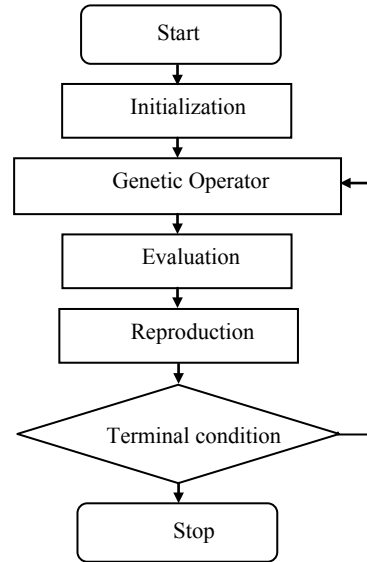 Start
Initialization
Genetic Operator
Evaluation
Reproduction
Terminal condition
Stop